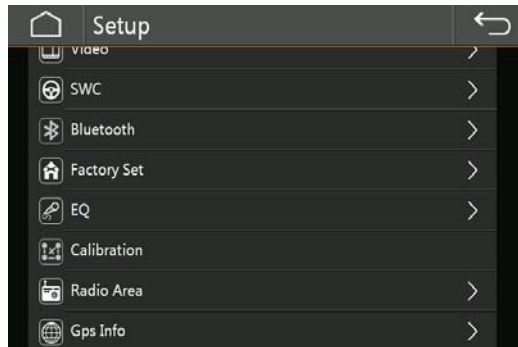 Setup
Video
SWC
Bluetooth
Factory Set
EQ
Calibration
Radio Area
Gps Info